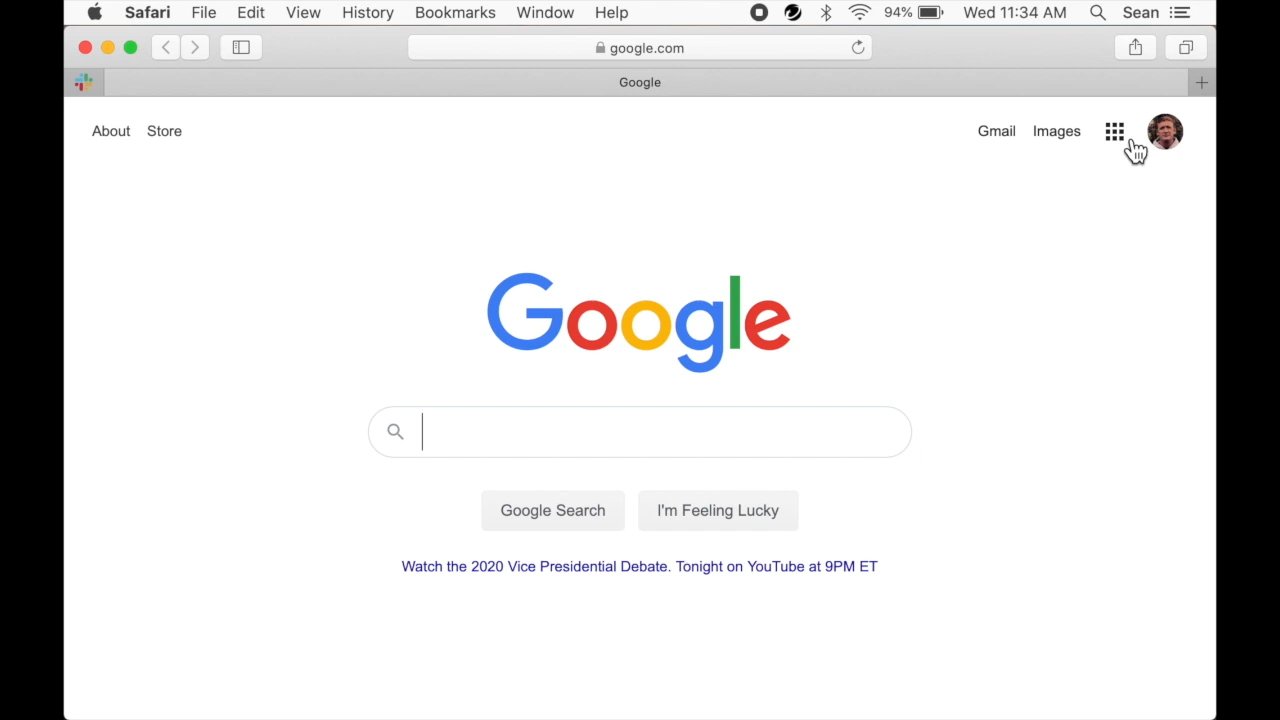 Safari File Edit View History Bookmarks Window Help 94% Wed 11:34 AM Sean
google.com
Google
About Store Gmail Images
Google
Google Search I'm Feeling Lucky
Watch the 2020 Vice Presidential Debate. Tonight on YouTube at 9PM ET